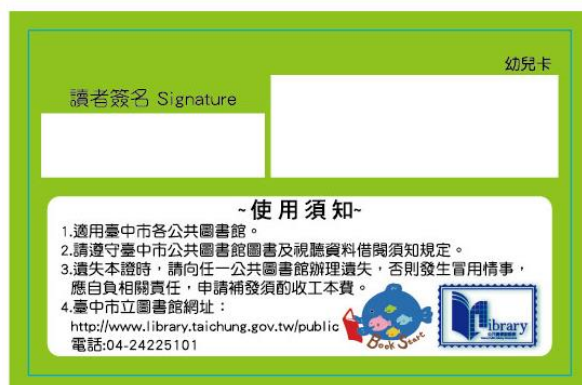 幼兒卡
讀者簽名 Signature
~使用須知~
1.適用臺中市各公共圖書館。
2.請遵守臺中市公共圖書館圖書及視聽資料借閱須知規定。
3.遺失本證時，請向任一公共圖書館辦理遺失，否則發生冒用情事，
應自負相關責任，申請補發須酌收工本費。
4.臺中市立圖書館網址：
http://www.library.taichung.gov.tw/public
電話:04-24225101
Book Start
Library